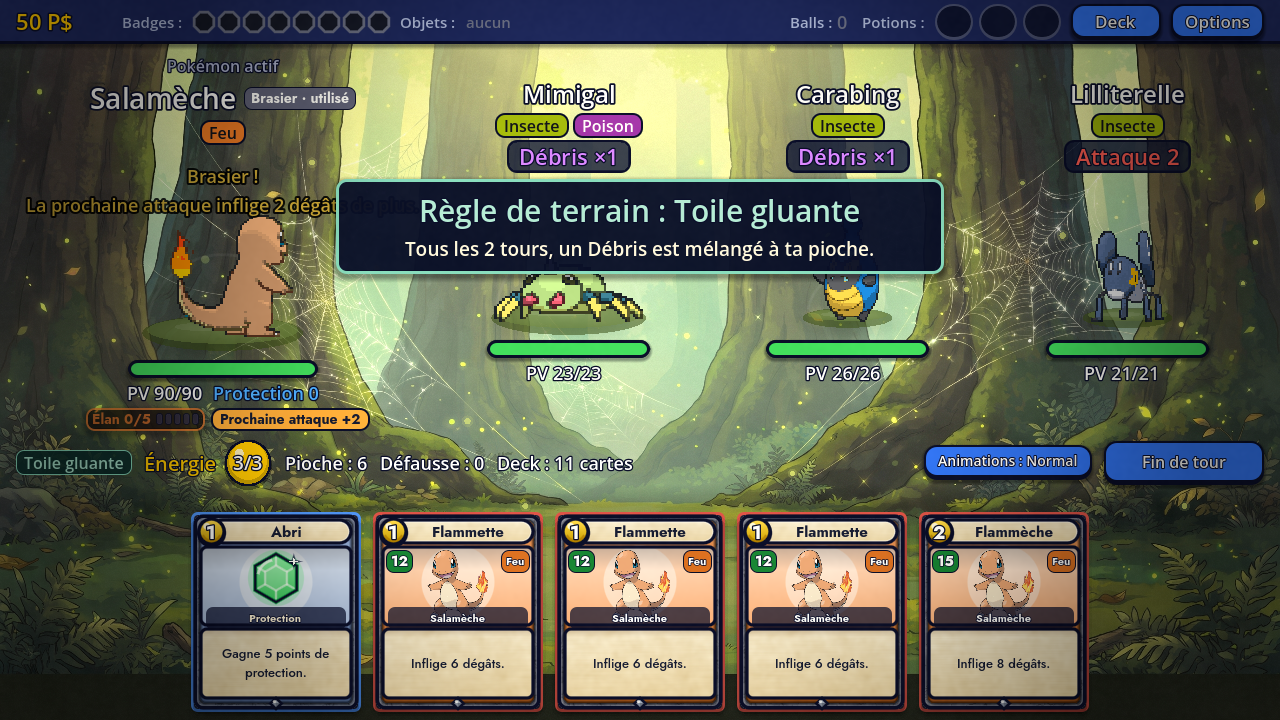 50 P$
Badges :
Objets : aucun
Balls : 0
Potions :
Deck
Options
Pokémon actif
Salamèche
Brasier · utilisé
Feu
Brasier !
La prochaine attaque inflige 2 dégâts de plus.
Mimigal
Insecte
Poison
Débris ×1
Carabing
Insecte
Débris ×1
Lilliterelle
Insecte
Attaque 2
Règle de terrain : Toile gluante
Tous les 2 tours, un Débris est mélangé à ta pioche.
PV 90/90 Protection 0
Élan 0/5
Prochaine attaque +2
PV 23/23
PV 26/26
PV 21/21
Toile gluante
Énergie 3/3
Pioche : 6 Défausse : 0 Deck : 11 cartes
Animations : Normal
Fin de tour
1 Abri
Protection
Gagne 5 points de
protection.
1 Flammette
12 Feu
Salamèche
Inflige 6 dégâts.
1 Flammette
12 Feu
Salamèche
Inflige 6 dégâts.
1 Flammette
12 Feu
Salamèche
Inflige 6 dégâts.
2 Flammèche
15 Feu
Salamèche
Inflige 8 dégâts.